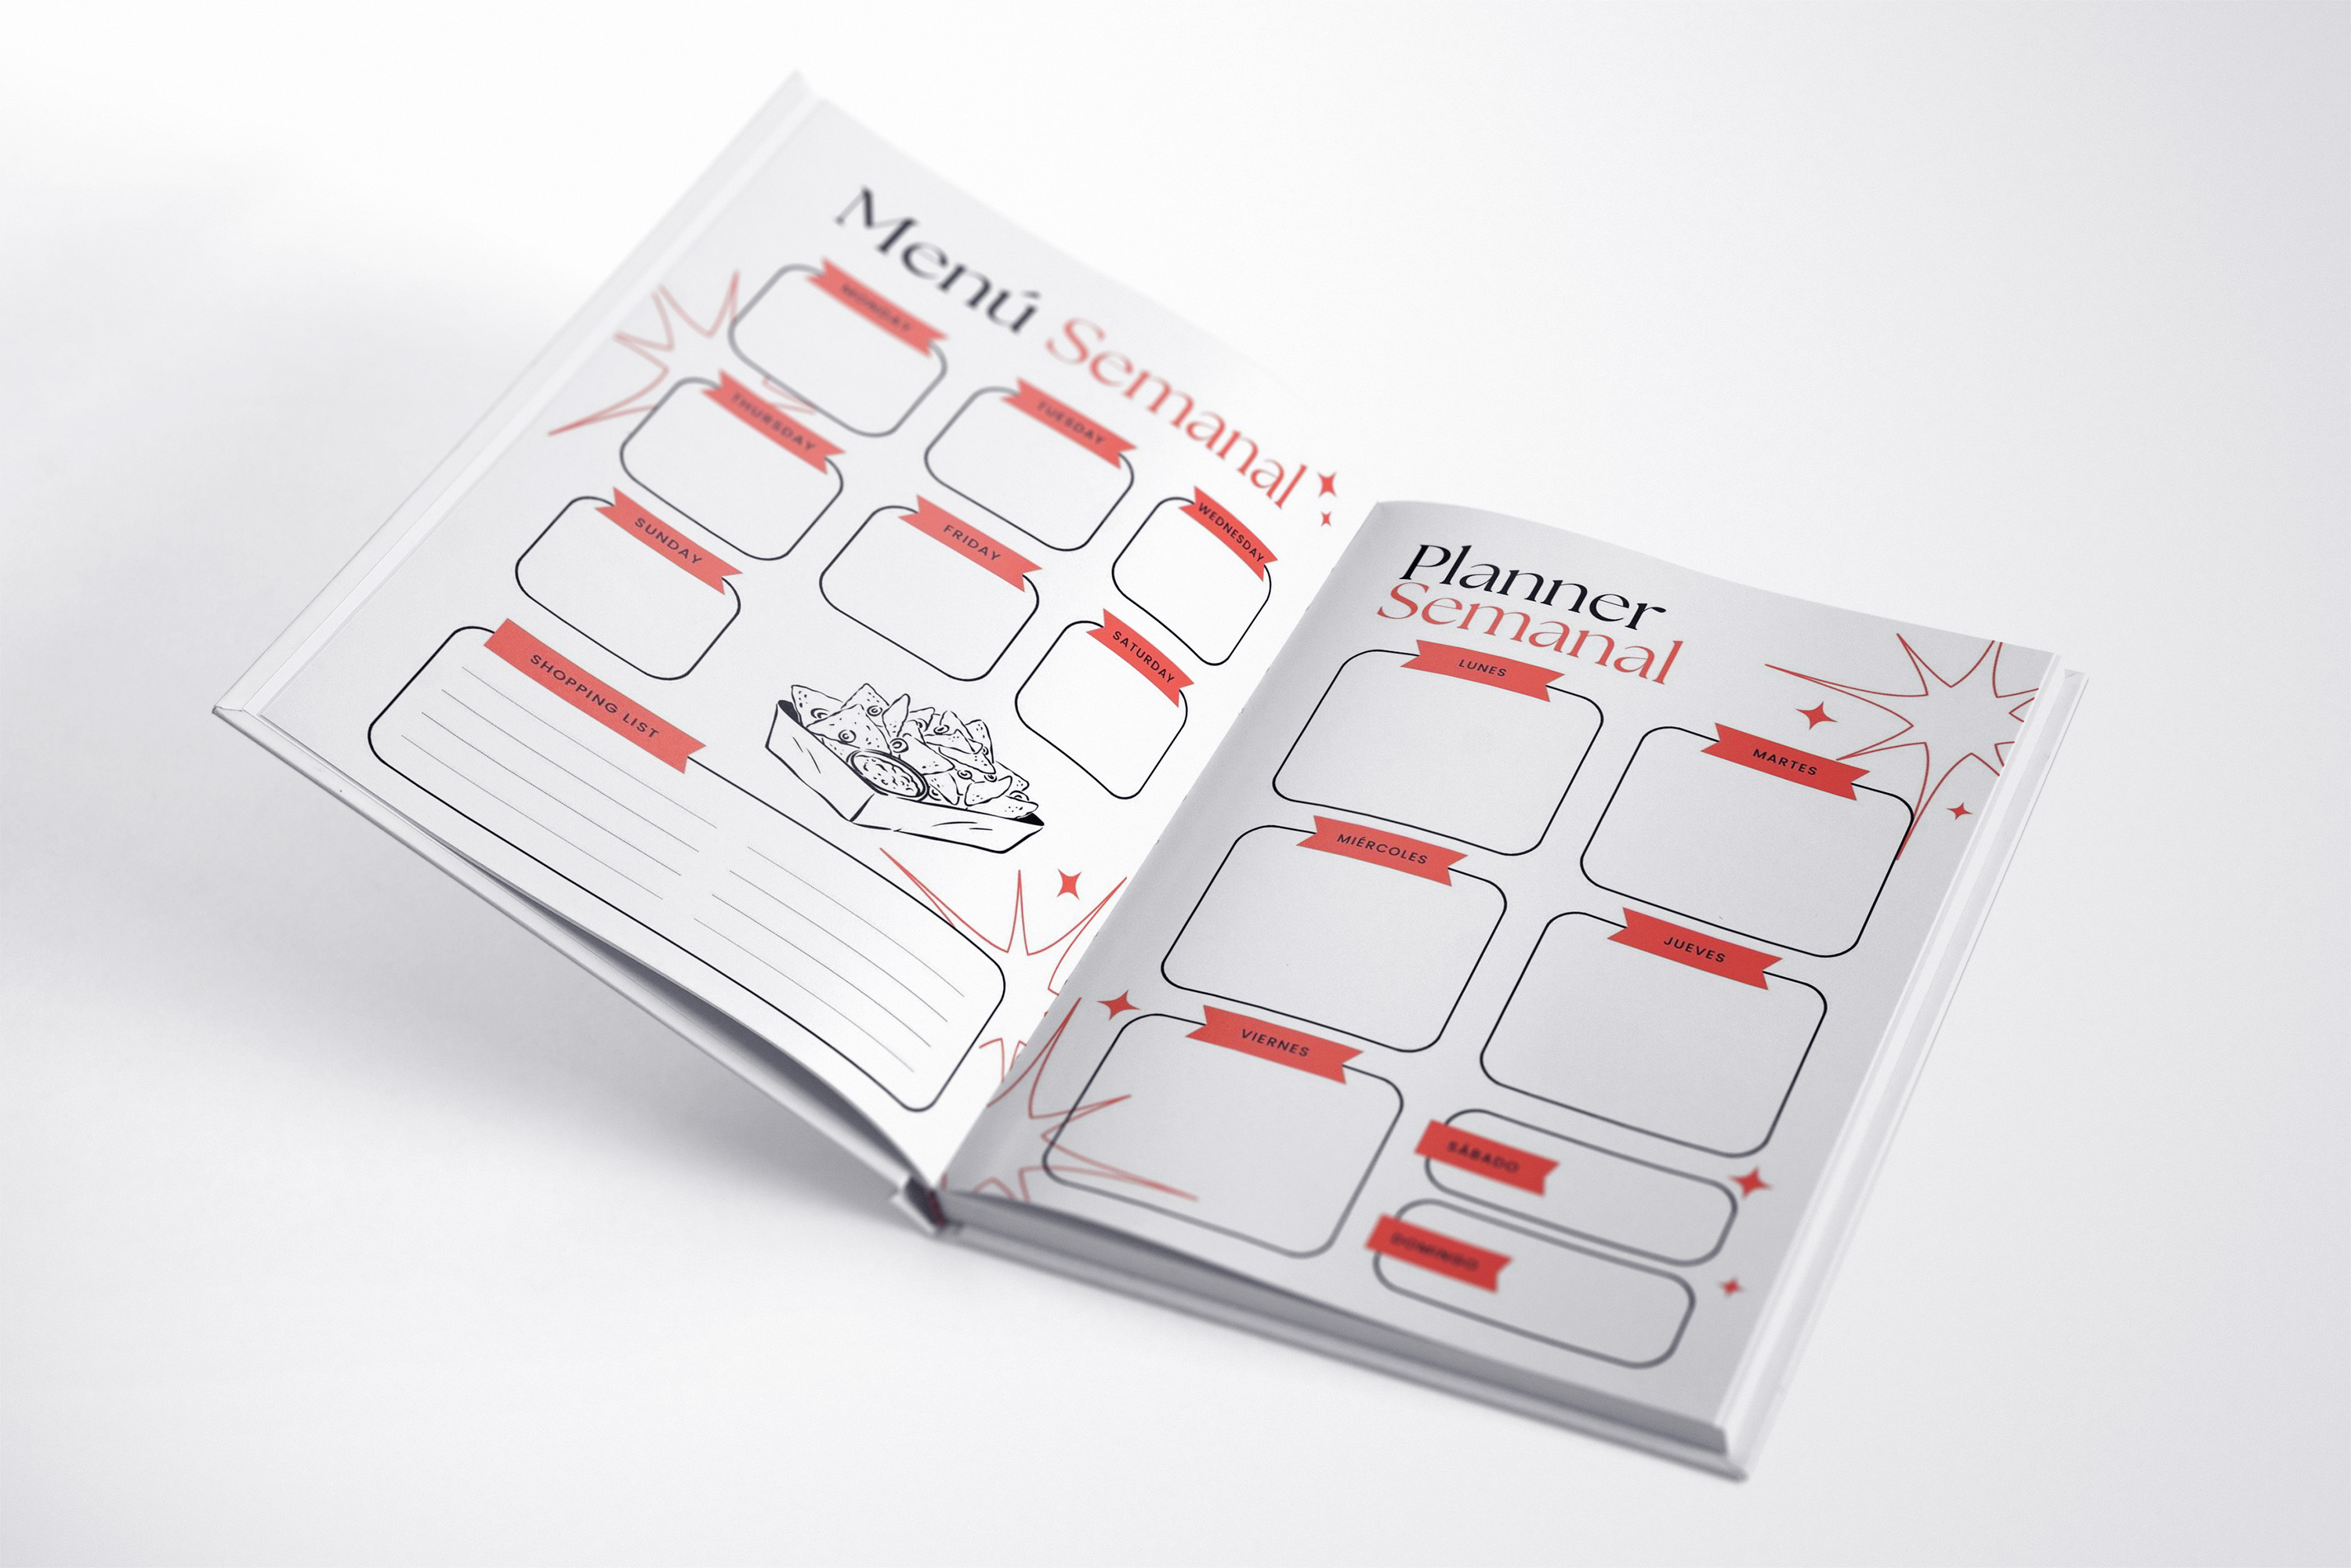 Menú Semanal
MONDAY
TUESDAY
WEDNESDAY
THURSDAY
FRIDAY
SATURDAY
SUNDAY
SHOPPING LIST
Planner
Semanal
LUNES
MARTES
MIÉRCOLES
JUEVES
VIERNES
SÁBADO
DOMINGO